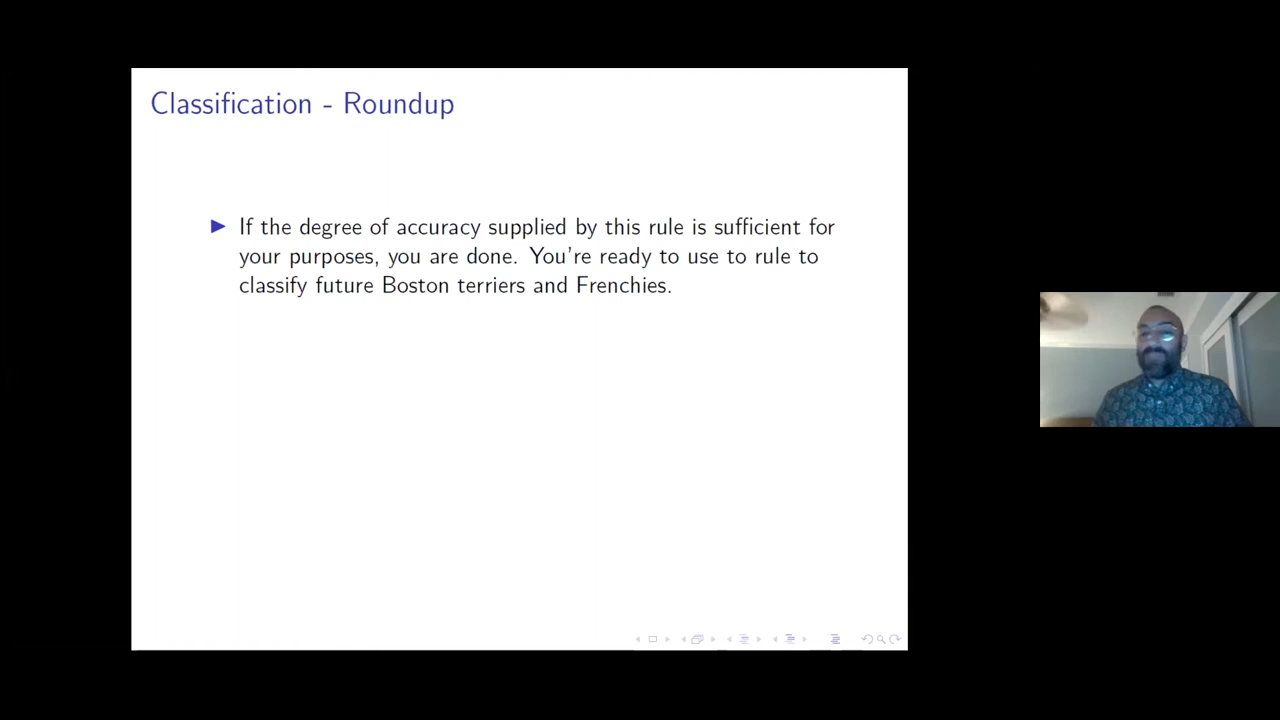 Classification - Roundup
If the degree of accuracy supplied by this rule is sufficient for
your purposes, you are done. You're ready to use to rule to
classify future Boston terriers and Frenchies.